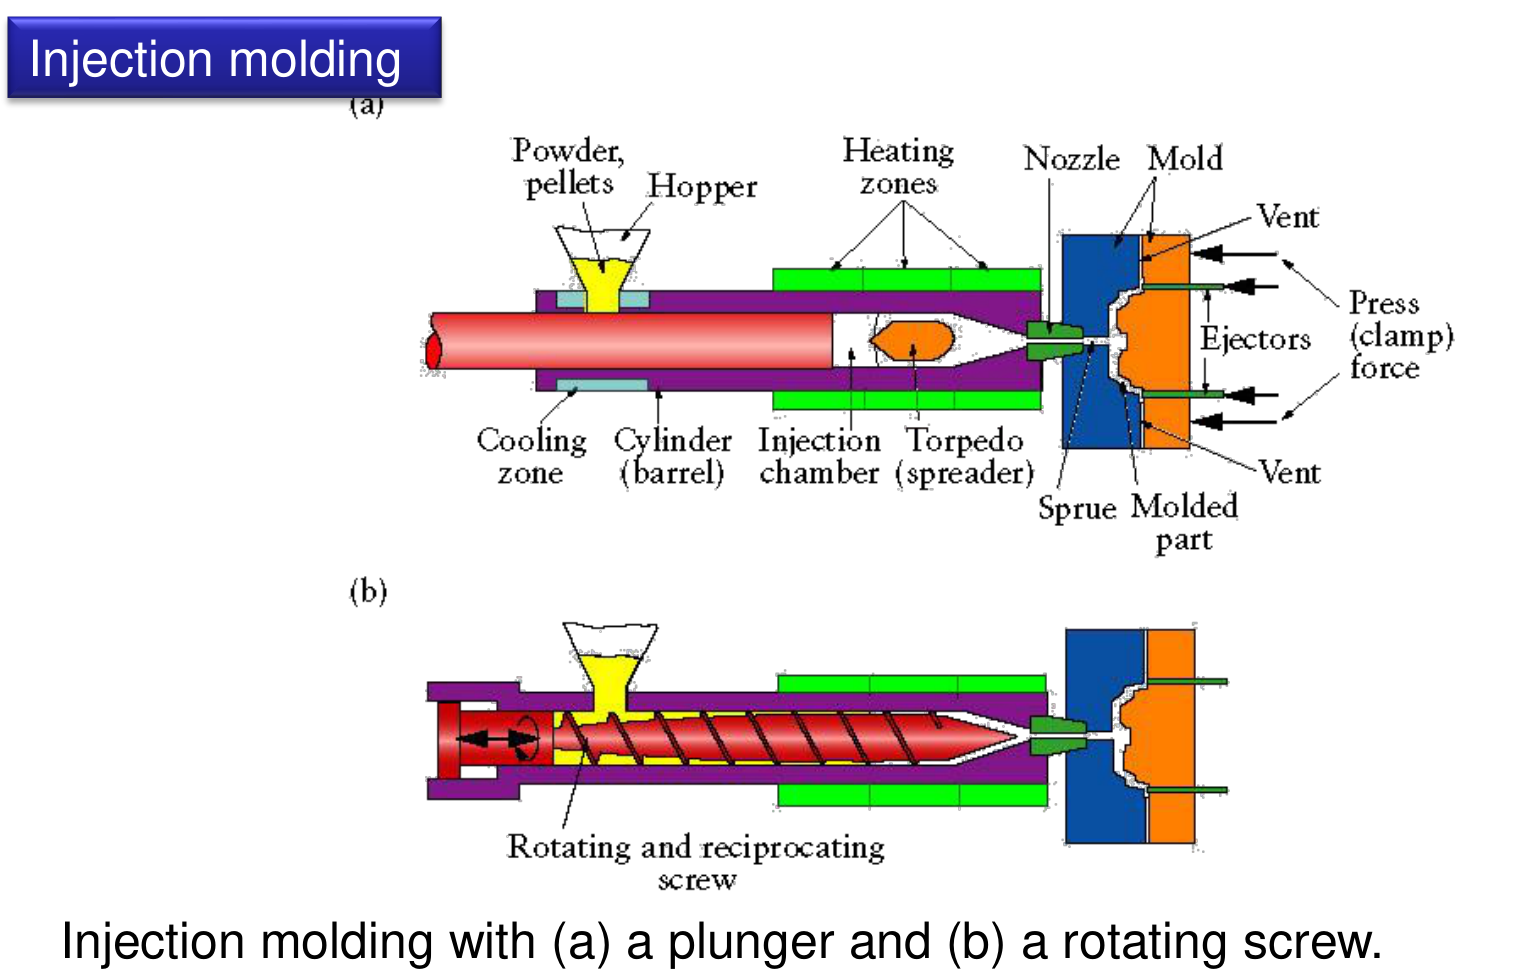 Injection molding
(a)
Powder,
pellets
Hopper
Heating
zones
Nozzle
Mold
Vent
Press
(clamp)
force
Ejectors
Cooling
zone
Cylinder
(barrel)
Injection
chamber
Torpedo
(spreader)
Vent
Sprue
Molded
part
(b)
Rotating and reciprocating
screw
Injection molding with (a) a plunger and (b) a rotating screw.